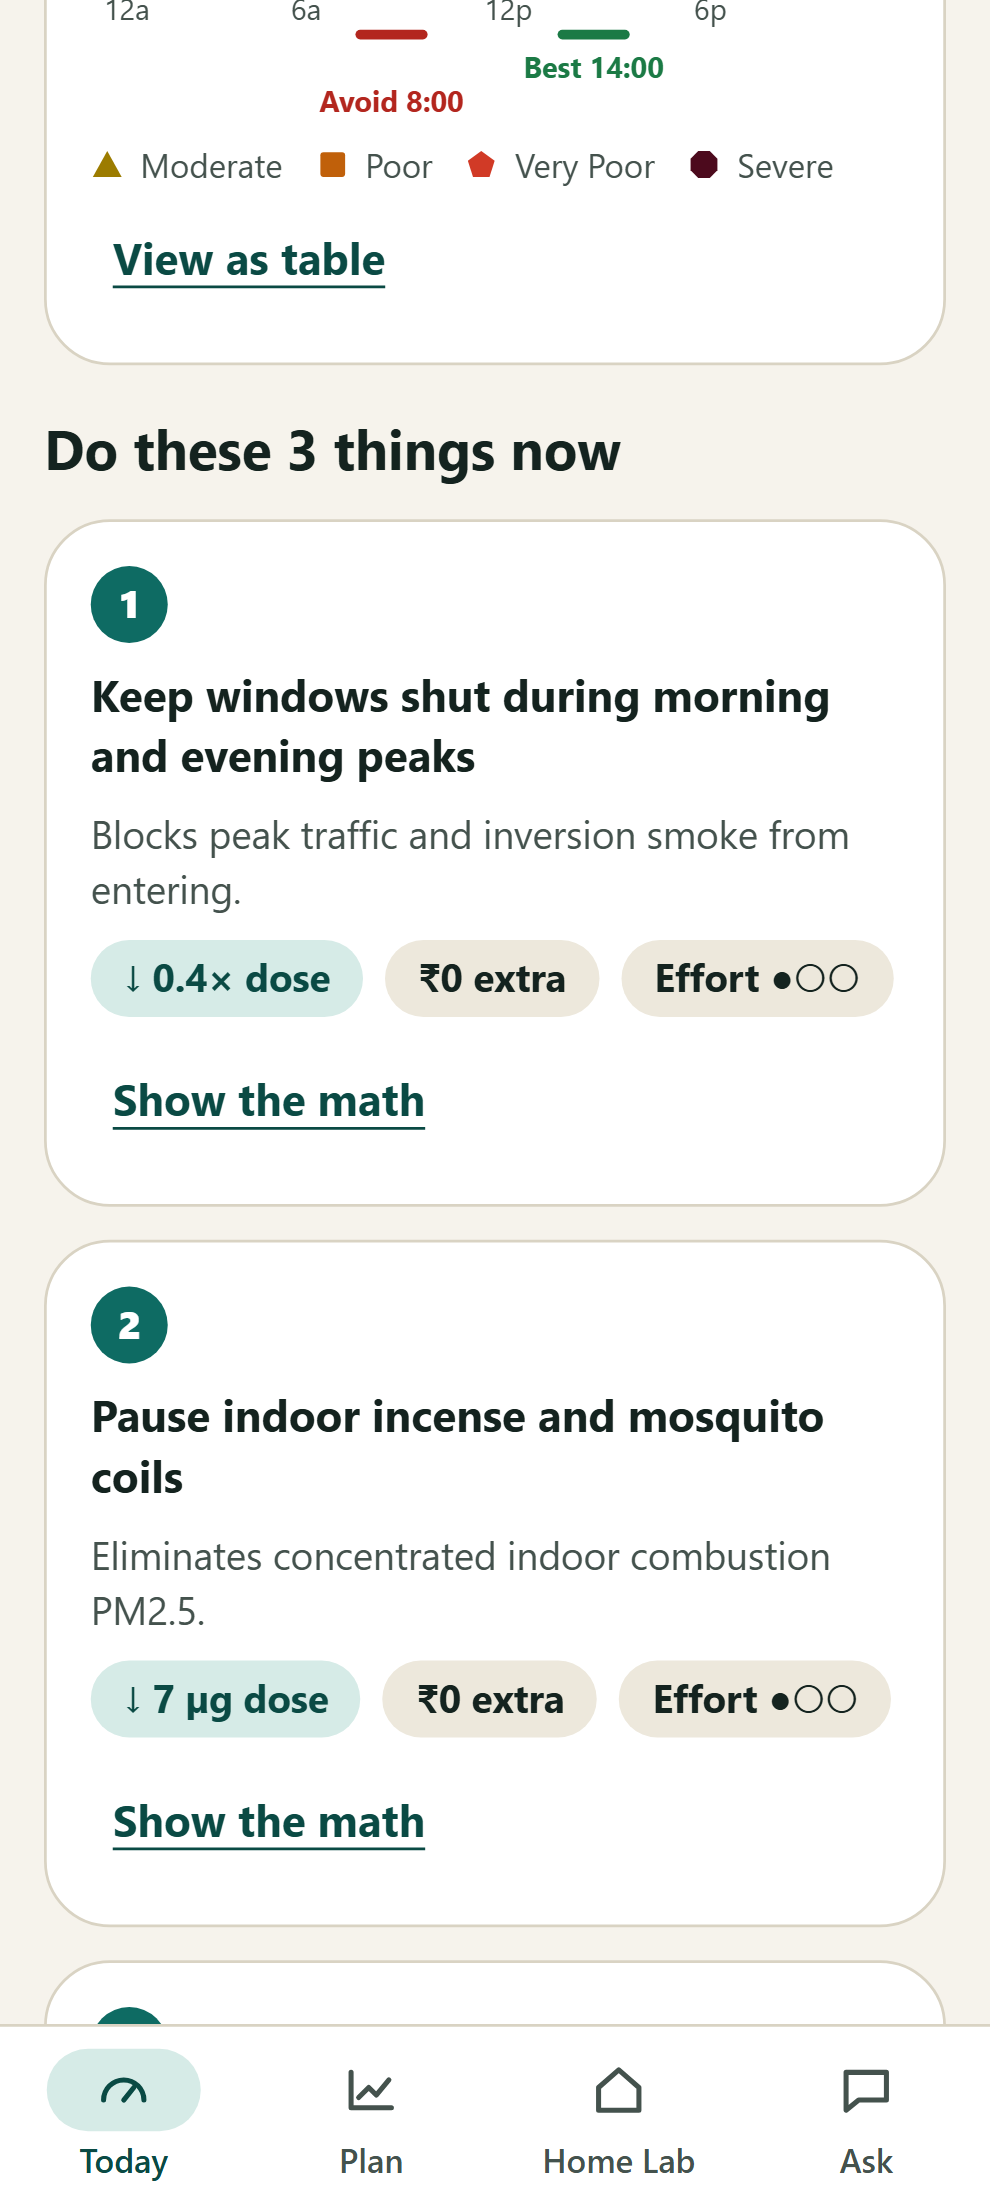 12a 6a 12p 6p
Best 14:00
Avoid 8:00
Moderate Poor Very Poor Severe
View as table
Do these 3 things now
1
Keep windows shut during morning
and evening peaks
Blocks peak traffic and inversion smoke from
entering.
↓ 0.4× dose ₹0 extra Effort ●○○
Show the math
2
Pause indoor incense and mosquito
coils
Eliminates concentrated indoor combustion
PM2.5.
↓ 7 µg dose ₹0 extra Effort ●○○
Show the math
Today Plan Home Lab Ask